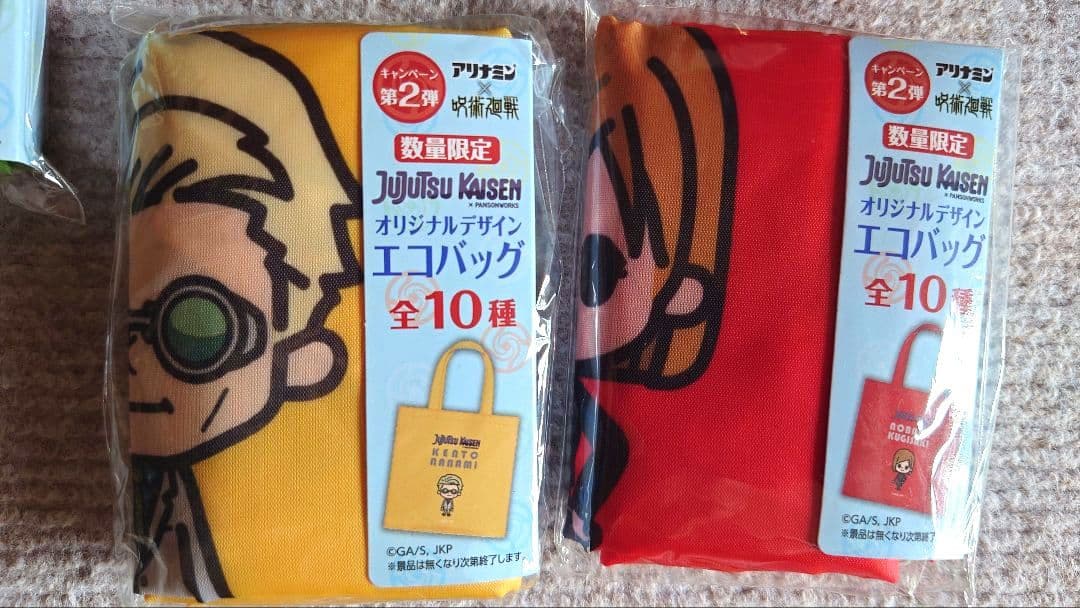 キャンペーン
第2弾
アリナミン
×
呪術廻戦
数量限定
JUJUTSU KAISEN
× PANSONWORKS
オリジナルデザイン
エコバッグ
全10種
JUJUTSU KAISEN
KENTO
NANAMI
©GA/S, JKP
※景品は無くなり次第終了します。
キャンペーン
第2弾
アリナミン
×
呪術廻戦
数量限定
JUJUTSU KAISEN
× PANSONWORKS
オリジナルデザイン
エコバッグ
全10種
NOBARA
KUGISAKI
©GA/S, JKP
※景品は無くなり次第終了